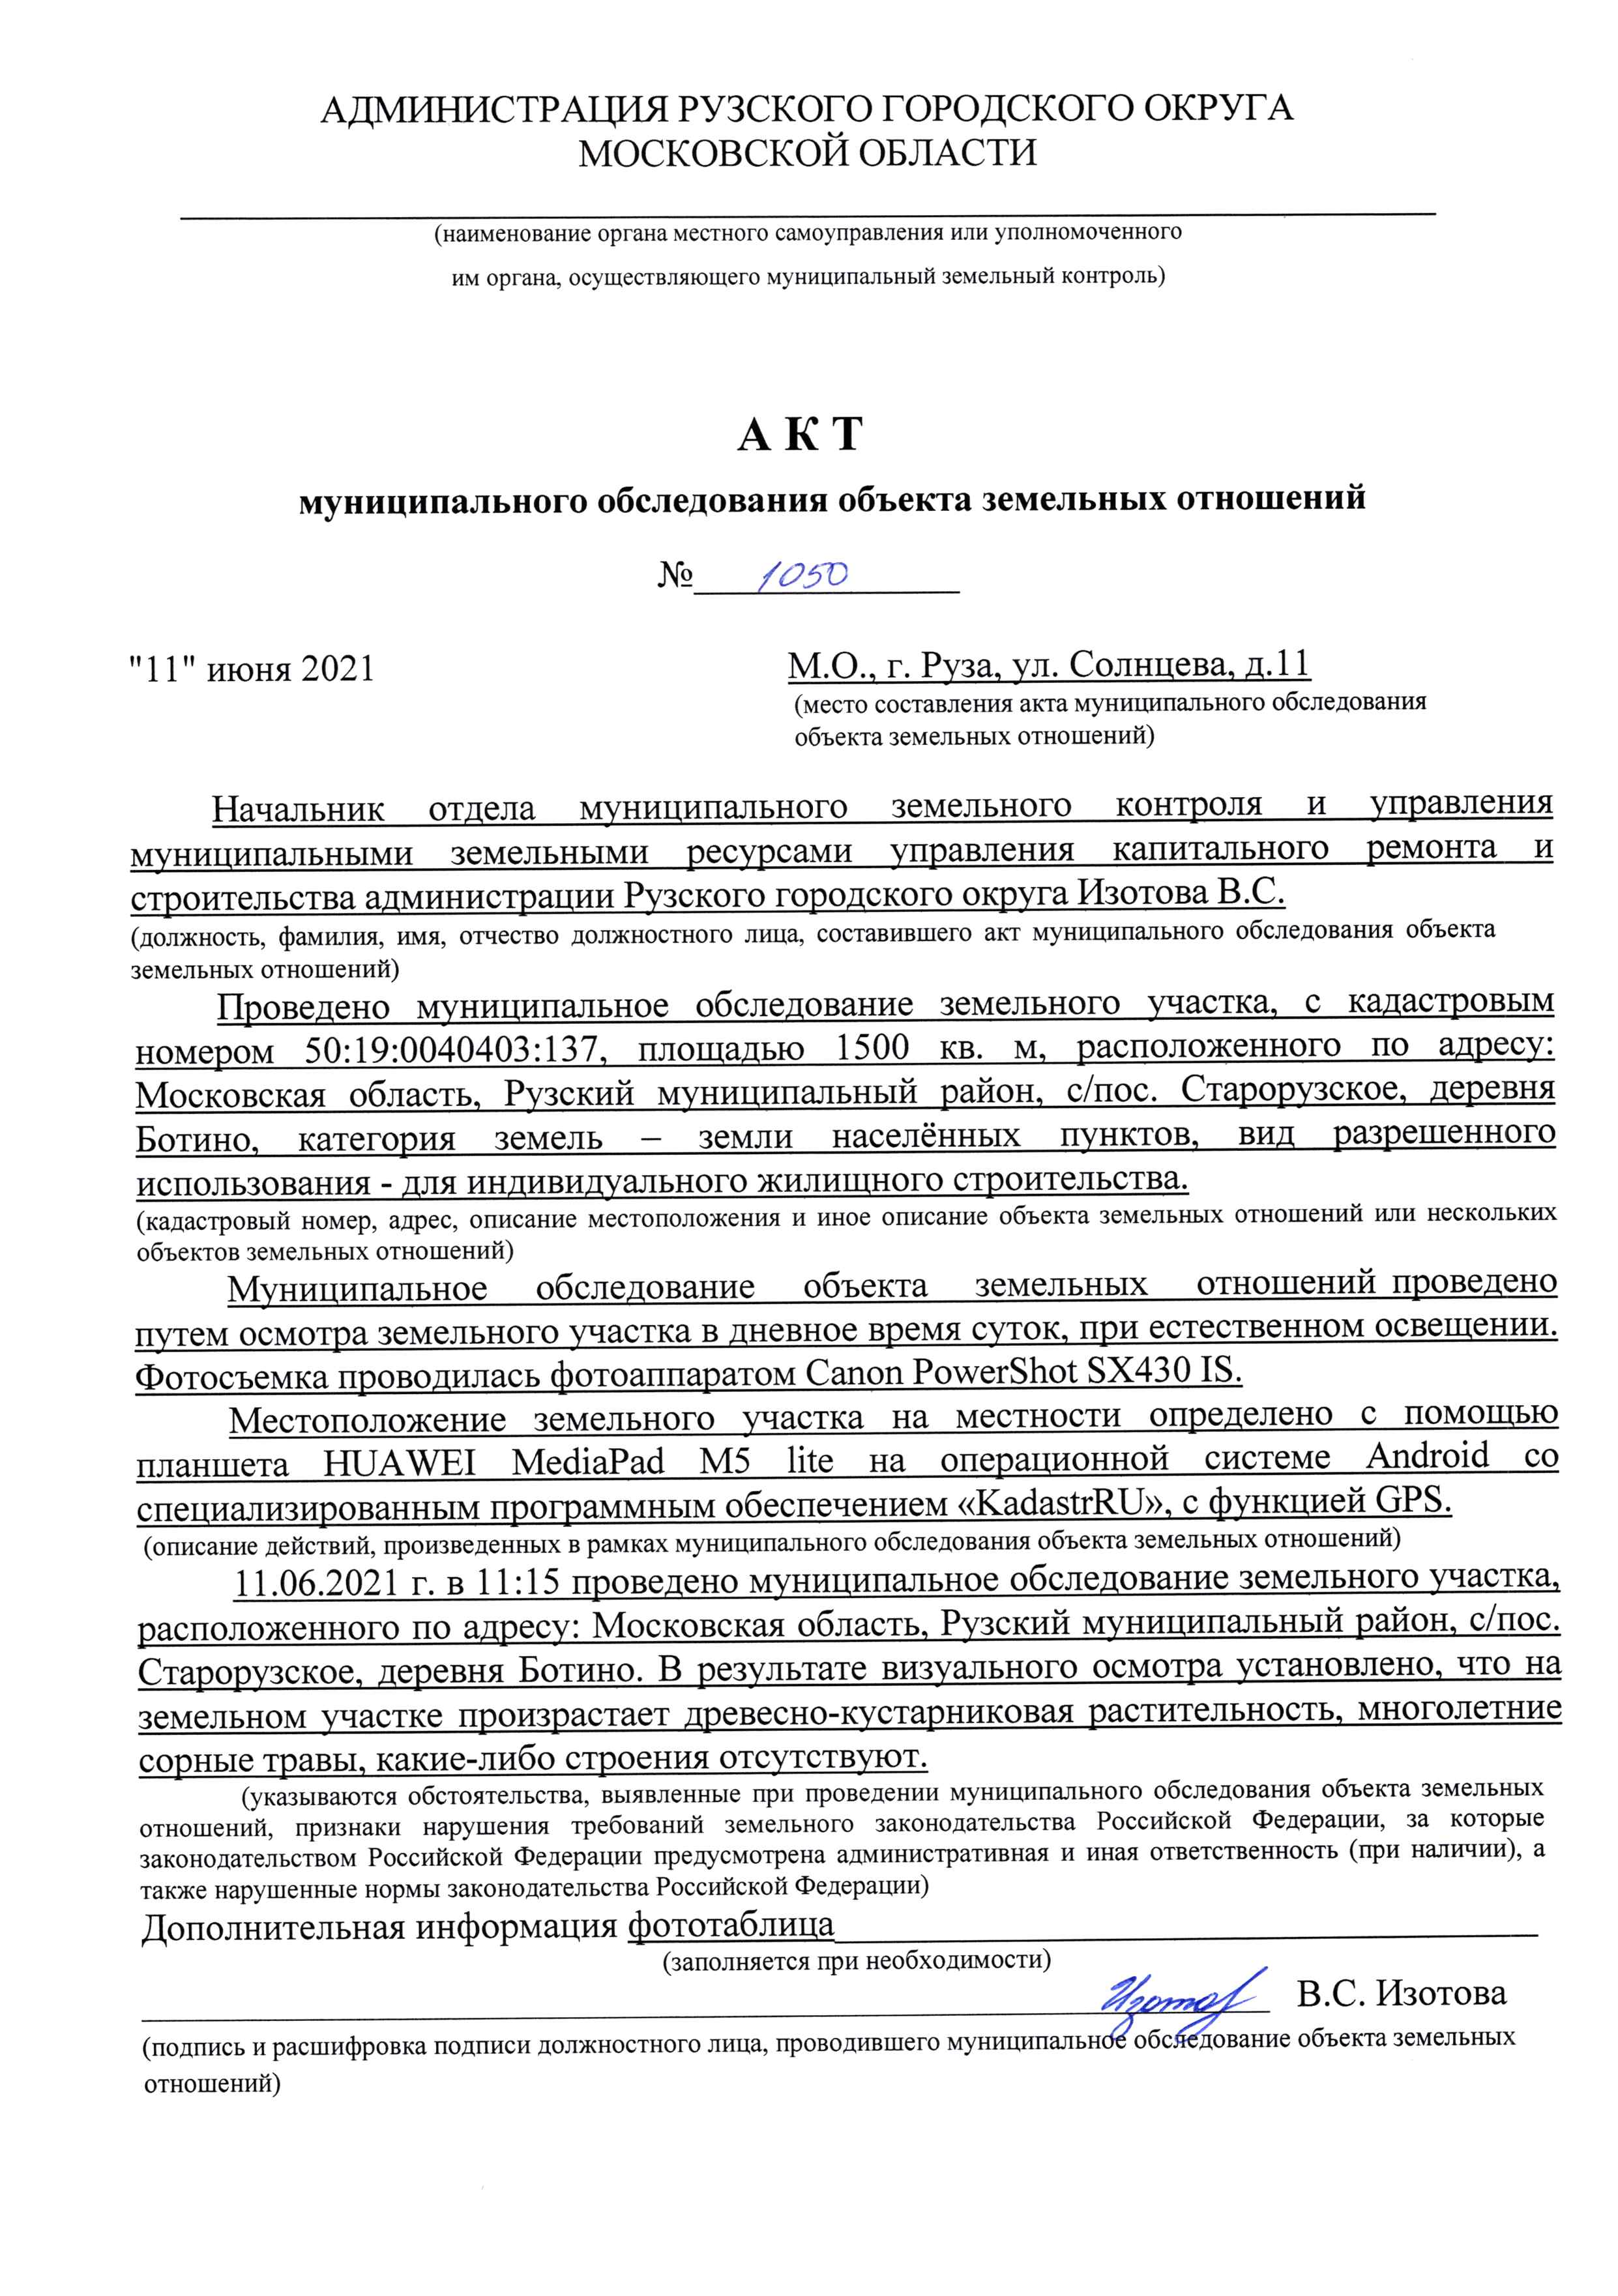 АДМИНИСТРАЦИЯ РУЗСКОГО ГОРОДСКОГО ОКРУГА
МОСКОВСКОЙ ОБЛАСТИ
(наименование органа местного самоуправления или уполномоченного
им органа, осуществляющего муниципальный земельный контроль)
А К Т
муниципального обследования объекта земельных отношений
№ 1050
"11" июня 2021
М.О., г. Руза, ул. Солнцева, д.11
(место составления акта муниципального обследования
объекта земельных отношений)
Начальник отдела муниципального земельного контроля и управления
муниципальными земельными ресурсами управления капитального ремонта и
строительства администрации Рузского городского округа Изотова В.С.
(должность, фамилия, имя, отчество должностного лица, составившего акт муниципального обследования объекта
земельных отношений)
Проведено муниципальное обследование земельного участка, с кадастровым
номером 50:19:0040403:137, площадью 1500 кв. м, расположенного по адресу:
Московская область, Рузский муниципальный район, с/пос. Старорузское, деревня
Ботино, категория земель – земли населённых пунктов, вид разрешенного
использования - для индивидуального жилищного строительства.
(кадастровый номер, адрес, описание местоположения и иное описание объекта земельных отношений или нескольких
объектов земельных отношений)
Муниципальное обследование объекта земельных отношений проведено
путем осмотра земельного участка в дневное время суток, при естественном освещении.
Фотосъемка проводилась фотоаппаратом Canon PowerShot SX430 IS.
Местоположение земельного участка на местности определено с помощью
планшета HUAWEI MediaPad M5 lite на операционной системе Android со
специализированным программным обеспечением «KadastrRU», с функцией GPS.
(описание действий, произведенных в рамках муниципального обследования объекта земельных отношений)
11.06.2021 г. в 11:15 проведено муниципальное обследование земельного участка,
расположенного по адресу: Московская область, Рузский муниципальный район, с/пос.
Старорузское, деревня Ботино. В результате визуального осмотра установлено, что на
земельном участке произрастает древесно-кустарниковая растительность, многолетние
сорные травы, какие-либо строения отсутствуют.
(указываются обстоятельства, выявленные при проведении муниципального обследования объекта земельных
отношений, признаки нарушения требований земельного законодательства Российской Федерации, за которые
законодательством Российской Федерации предусмотрена административная и иная ответственность (при наличии), а
также нарушенные нормы законодательства Российской Федерации)
Дополнительная информация фототаблица
(заполняется при необходимости)
В.С. Изотова
(подпись и расшифровка подписи должностного лица, проводившего муниципальное обследование объекта земельных
отношений)